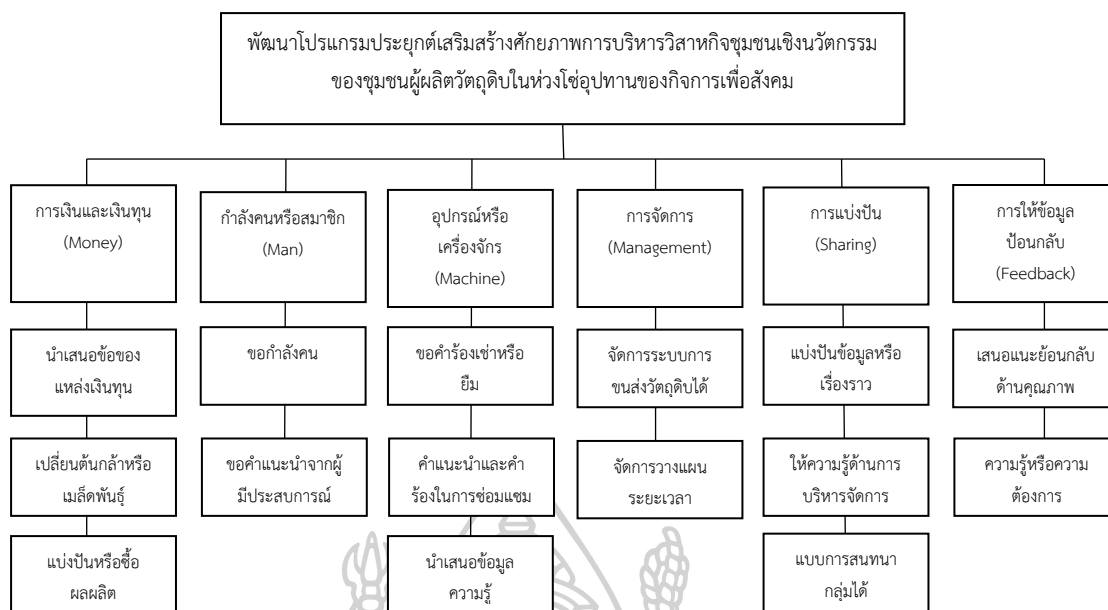 พัฒนาโปรแกรมประยุกต์เสริมสร้างศักยภาพการบริหารวิสาหกิจชุมชนเชิงนวัตกรรม
ของชุมชนผู้ผลิตวัตถุดิบในห่วงโซ่อุปทานของกิจการเพื่อสังคม
การเงินและเงินทุน
(Money)
นำเสนอข้อของ
แหล่งเงินทุน
เปลี่ยนต้นกล้าหรือ
เมล็ดพันธุ์
แบ่งปันหรือซื้อ
ผลผลิต
กำลังคนหรือสมาชิก
(Man)
ขอกำลังคน
ขอคำแนะนำจากผู้
มีประสบการณ์
อุปกรณ์หรือ
เครื่องจักร
(Machine)
ขอคำร้องเช่าหรือ
ยืม
คำแนะนำและคำ
ร้องในการซ่อมแซม
นำเสนอข้อมูล
ความรู้
การจัดการ
(Management)
จัดการระบบการ
ขนส่งวัตถุดิบได้
จัดการวางแผน
ระยะเวลา
การแบ่งปัน
(Sharing)
แบ่งปันข้อมูลหรือ
เรื่องราว
ให้ความรู้ด้านการ
บริหารจัดการ
แบบการสนทนา
กลุ่มได้
การให้ข้อมูล
ป้อนกลับ
(Feedback)
เสนอแนะย้อนกลับ
ด้านคุณภาพ
ความรู้หรือความ
ต้องการ